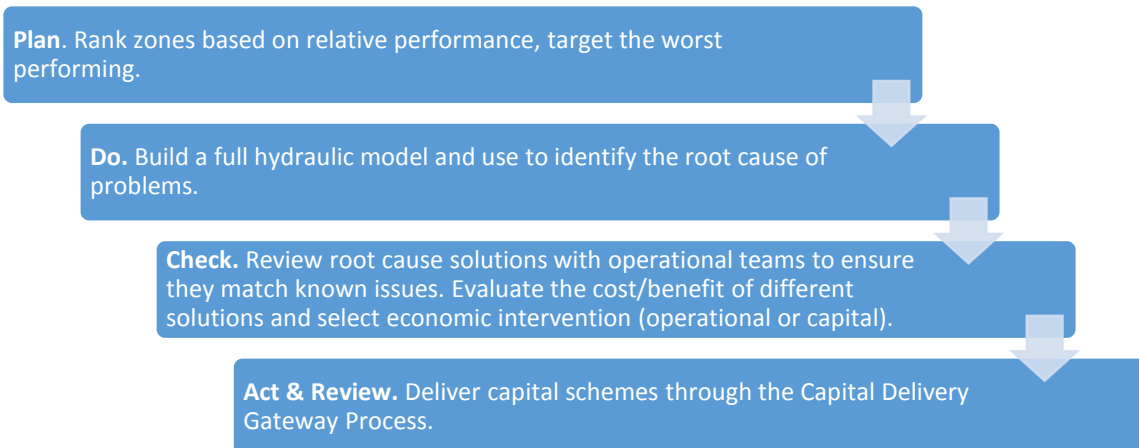 Plan. Rank zones based on relative performance, target the worst
performing.
Do. Build a full hydraulic model and use to identify the root cause of
problems.
Check. Review root cause solutions with operational teams to ensure
they match known issues. Evaluate the cost/benefit of different
solutions and select economic intervention (operational or capital).
Act & Review. Deliver capital schemes through the Capital Delivery
Gateway Process.